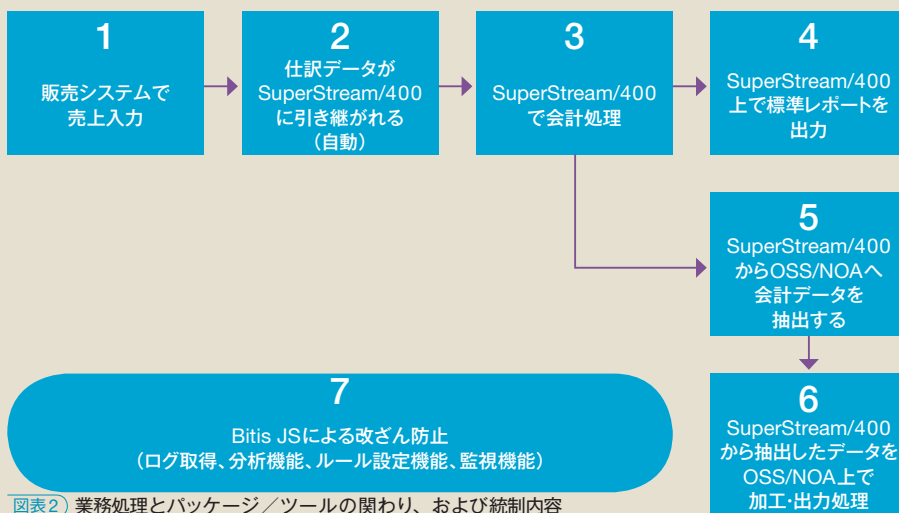 1
販売システムで
売上入力
2
仕訳データが
SuperStream/400
に引き継がれる
（自動）
3
SuperStream/400
で会計処理
4
SuperStream/400
上で標準レポートを
出力
5
SuperStream/400
からOSS/NOAへ
会計データを
抽出する
6
SuperStream/400
から抽出したデータを
OSS/NOA上で
加工・出力処理
7
Bitis JSによる改ざん防止
（ログ取得、分析機能、ルール設定機能、監視機能）
図表2 業務処理とパッケージ／ツールの関わり、および統制内容